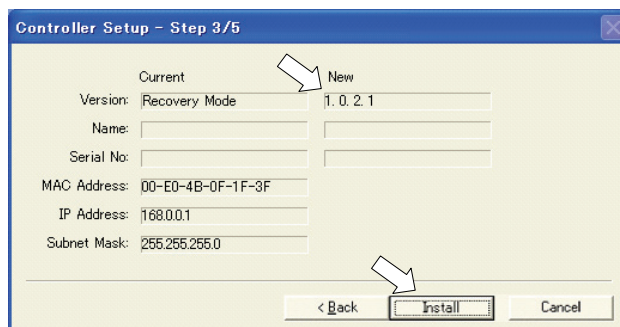 Controller Setup - Step 3/5
Current New
Version: Recovery Mode 1. 0. 2. 1
Name:
Serial No:
MAC Address: 00-E0-4B-0F-1F-3F
IP Address: 168.0.0.1
Subnet Mask: 255.255.255.0
< Back Install Cancel